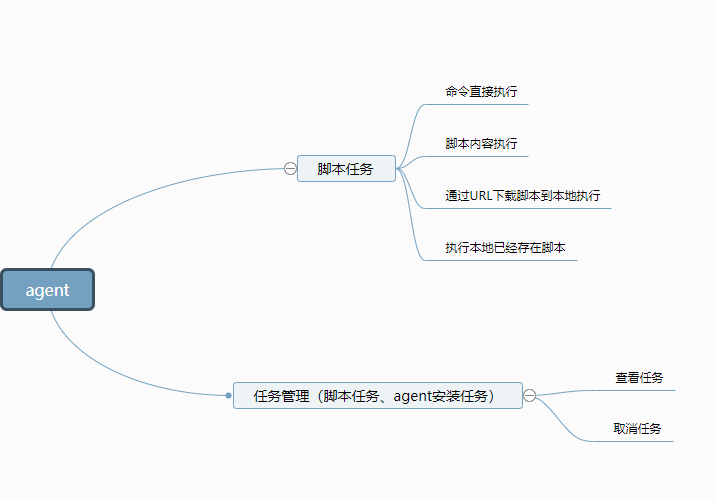 命令直接执行
脚本内容执行
脚本任务
通过URL下载脚本到本地执行
执行本地已经存在脚本
agent
查看任务
任务管理（脚本任务、agent安装任务）
取消任务